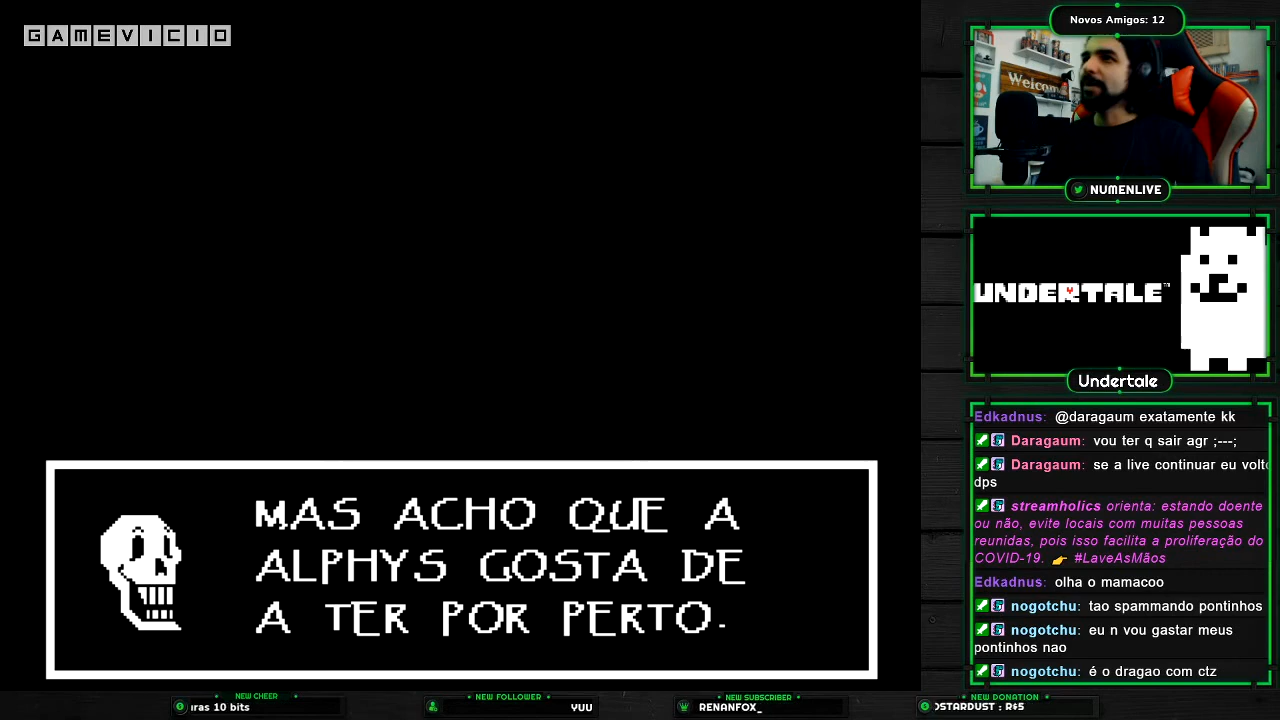 GAMEVICIO
Novos Amigos: 12
Welcome
NUMENLIVE
UNDERTALE
Undertale
Edkadnus: @daragaum exatamente kk
Daragaum: vou ter q sair agr ;---;
Daragaum: se a live continuar eu volto
dps
streamholics orienta: estando doente
ou não, evite locais com muitas pessoas
reunidas, pois isso facilita a proliferação do
COVID-19. 👉 #LaveAsMãos
Edkadnus: olha o mamacoo
nogotchu: tao spammando pontinhos
nogotchu: eu n vou gastar meus
pontinhos nao
nogotchu: é o dragao com ctz
MAS ACHO QUE A
ALPHYS GOSTA DE
A TER POR PERTO.
NEW CHEER
10 bits
NEW FOLLOWER
YUU
NEW SUBSCRIBER
RENANFOX_
NEW DONATION
OSTARDUST : R$5